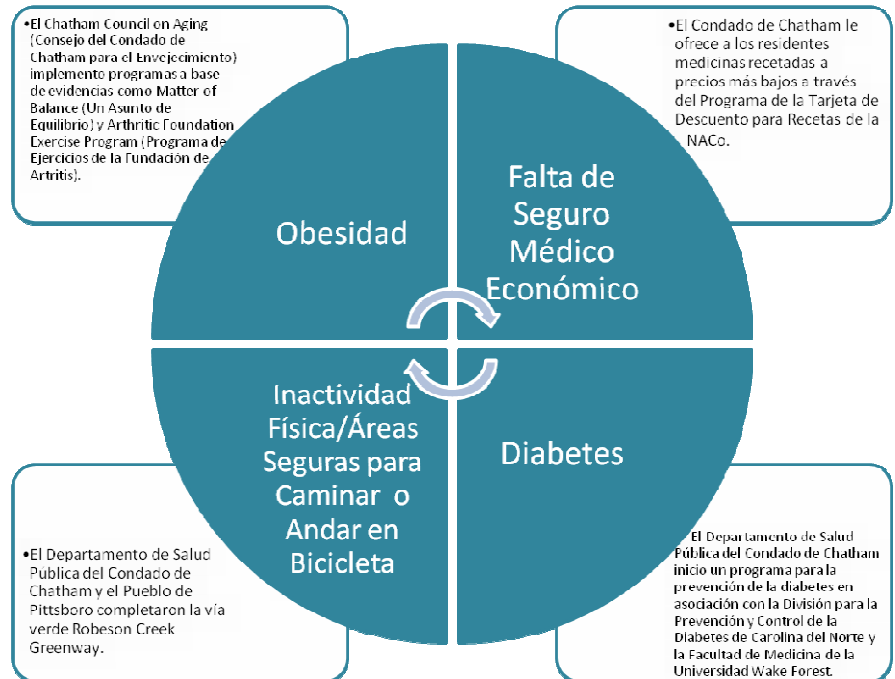 •El Chatham Council on Aging
(Consejo del Condado de
Chatham para el Envejecimiento)
implemento programas a base
de evidencias como Matter of
Balance (Un Asunto de
Equilibrio) y Arthritic Foundation
Exercise Program (Programa de
Ejercicios de la Fundación de
Artritis).
•El Condado de Chatham le
ofrece a los residentes
medicinas recetadas a
precios más bajos a través
del Programa de la Tarjeta de
Descuento para Recetas de la
NACo.
Obesidad
Falta de
Seguro
Médico
Económico
Inactividad
Física/Áreas
Seguras para
Caminar o
Andar en
Bicicleta
Diabetes
•El Departamento de Salud
Pública del Condado de
Chatham y el Pueblo de
Pittsboro completaron la vía
verde Robeson Creek
Greenway.
El Departamento de Salud
Pública del Condado de Chatham
inicio un programa para la
prevención de la diabetes en
asociación con la División para la
Prevención y Control de la
Diabetes de Carolina del Norte y
la Facultad de Medicina de la
Universidad Wake Forest.